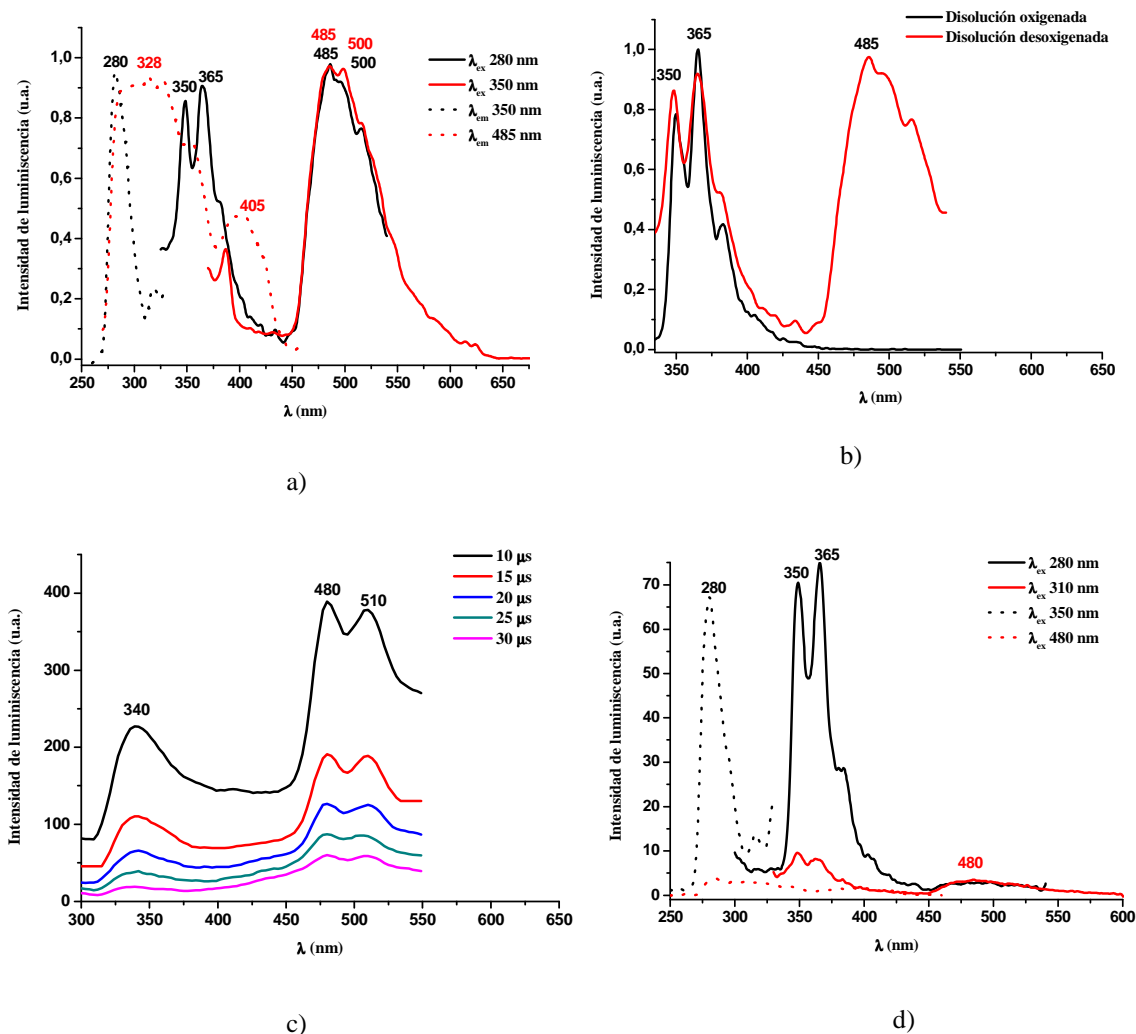 485 500
280 328 485
365 500
350
λex 280 nm
λex 350 nm
λem 350 nm
λem 485 nm
405
1,0
0,8
0,6
0,4
0,2
0,0
Intensidad de luminiscencia (u.a.)
250 300 350 400 450 500 550 600 650
λ (nm)
a)
Disolución oxigenada
Disolución desoxigenada
365
485
350
1,0
0,8
0,6
0,4
0,2
0,0
Intensidad de luminiscencia (u.a.)
350 400 450 500 550 600 650
λ (nm)
b)
10 µs
15 µs
20 µs
25 µs
30 µs
480 510
340
400
300
200
100
0
Intensidad de luminiscencia (u.a.)
300 350 400 450 500 550 600 650
λ (nm)
c)
365
350
280
λex 280 nm
λex 310 nm
λex 350 nm
λex 480 nm
480
70
60
50
40
30
20
10
0
Intensidad de luminiscencia (u.a.)
250 300 350 400 450 500 550 600
λ (nm)
d)